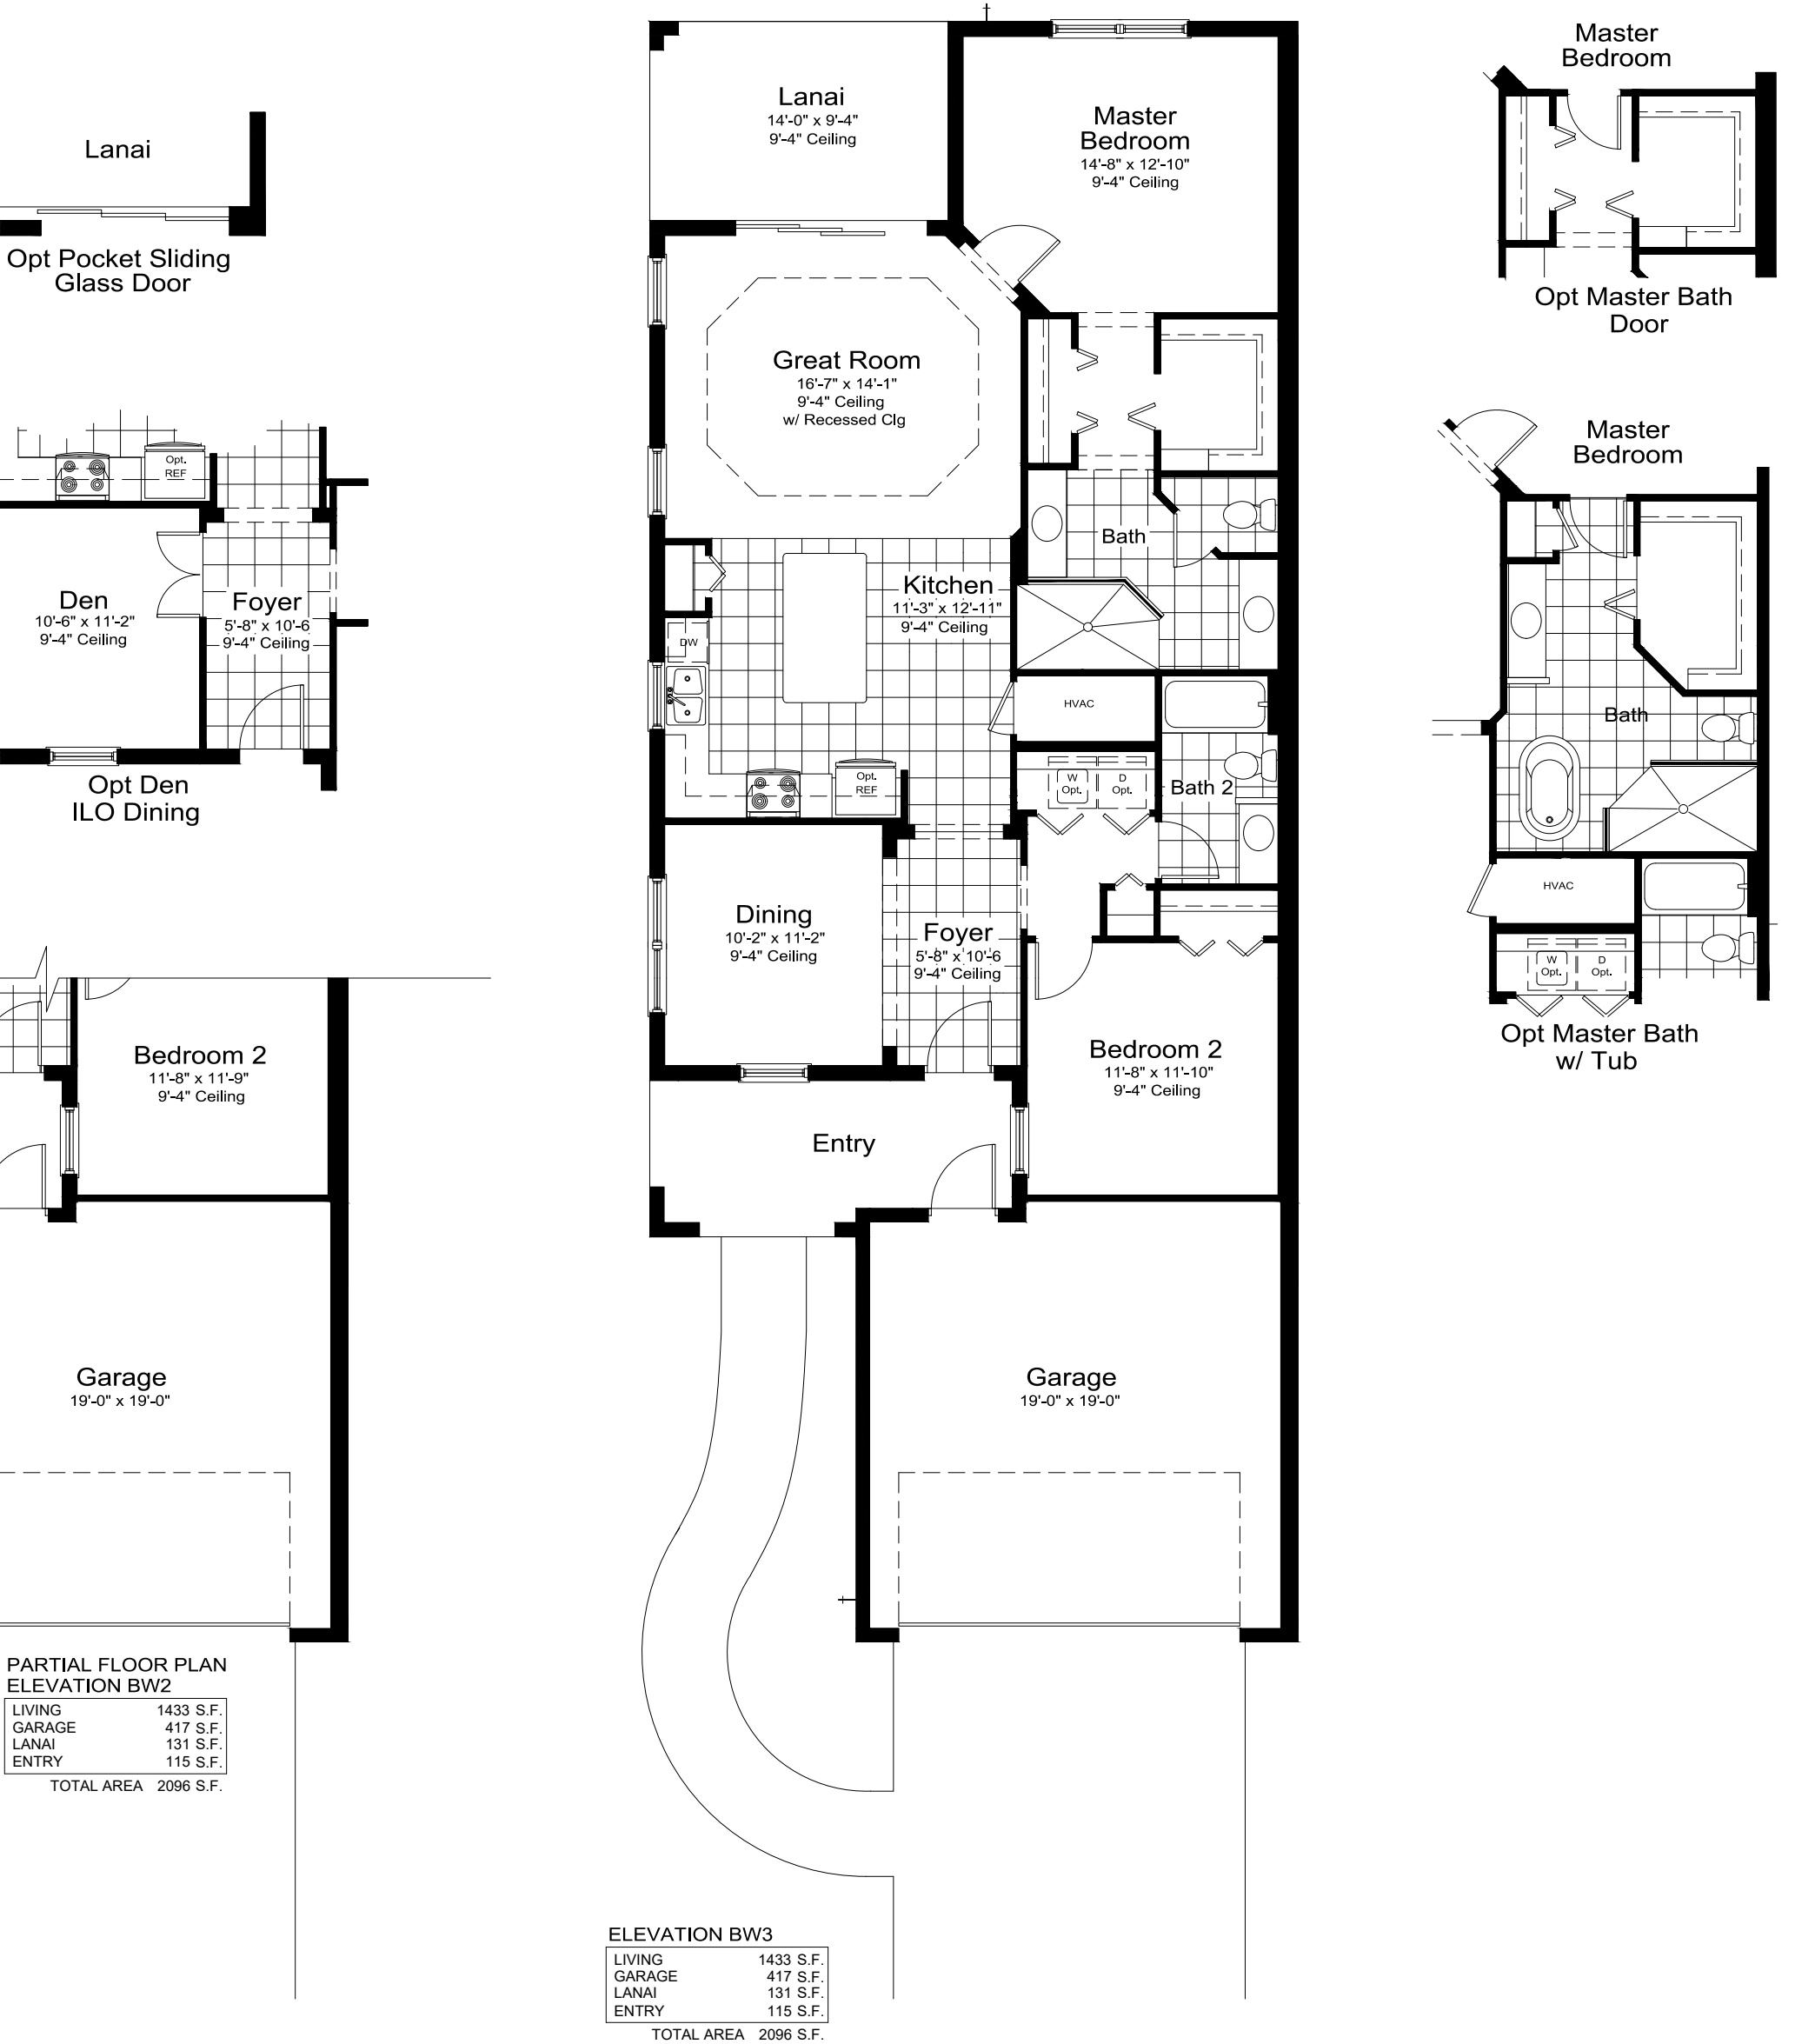 Lanai
Opt Pocket Sliding
Glass Door
Opt.
REF
Den
10'-6" x 11'-2"
9'-4" Ceiling
Foyer
5'-8" x 10'-6
9'-4" Ceiling
Opt Den
ILO Dining
Bedroom 2
11'-8" x 11'-9"
9'-4" Ceiling
Garage
19'-0" x 19'-0"
PARTIAL FLOOR PLAN
ELEVATION BW2
LIVING 1433 S.F.
GARAGE 417 S.F.
LANAI 131 S.F.
ENTRY 115 S.F.
TOTAL AREA 2096 S.F.
Lanai
14'-0" x 9'-4"
9'-4" Ceiling
Master
Bedroom
14'-8" x 12'-10"
9'-4" Ceiling
Great Room
16'-7" x 14'-1"
9'-4" Ceiling
w/ Recessed Clg
Bath
Kitchen
11'-3" x 12'-11"
9'-4" Ceiling
DW
HVAC
Opt.
REF
W
Opt.
D
Opt.
Bath 2
Dining
10'-2" x 11'-2"
9'-4" Ceiling
Foyer
5'-8" x 10'-6
9'-4" Ceiling
Bedroom 2
11'-8" x 11'-10"
9'-4" Ceiling
Entry
Garage
19'-0" x 19'-0"
ELEVATION BW3
LIVING 1433 S.F.
GARAGE 417 S.F.
LANAI 131 S.F.
ENTRY 115 S.F.
TOTAL AREA 2096 S.F.
Master
Bedroom
Opt Master Bath
Door
Master
Bedroom
Bath
HVAC
W
Opt.
D
Opt.
Opt Master Bath
w/ Tub